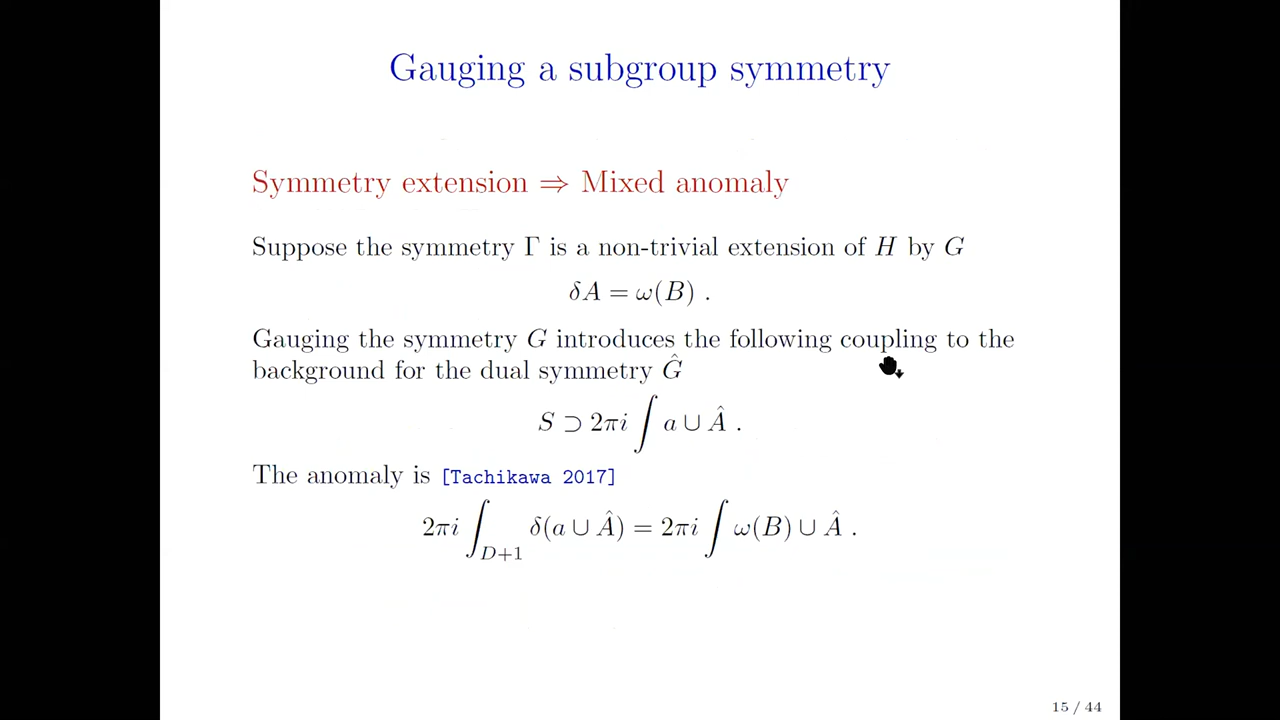 Gauging a subgroup symmetry
Symmetry extension ⇒ Mixed anomaly
Suppose the symmetry Γ is a non-trivial extension of H by G
δA = ω(B) .
Gauging the symmetry G introduces the following coupling to the
background for the dual symmetry Ĝ
S ⊃ 2πi ∫ a ∪ Â .
The anomaly is [Tachikawa 2017]
2πi ∫_{D+1} δ(a ∪ Â) = 2πi ∫ ω(B) ∪ Â .
15 / 44